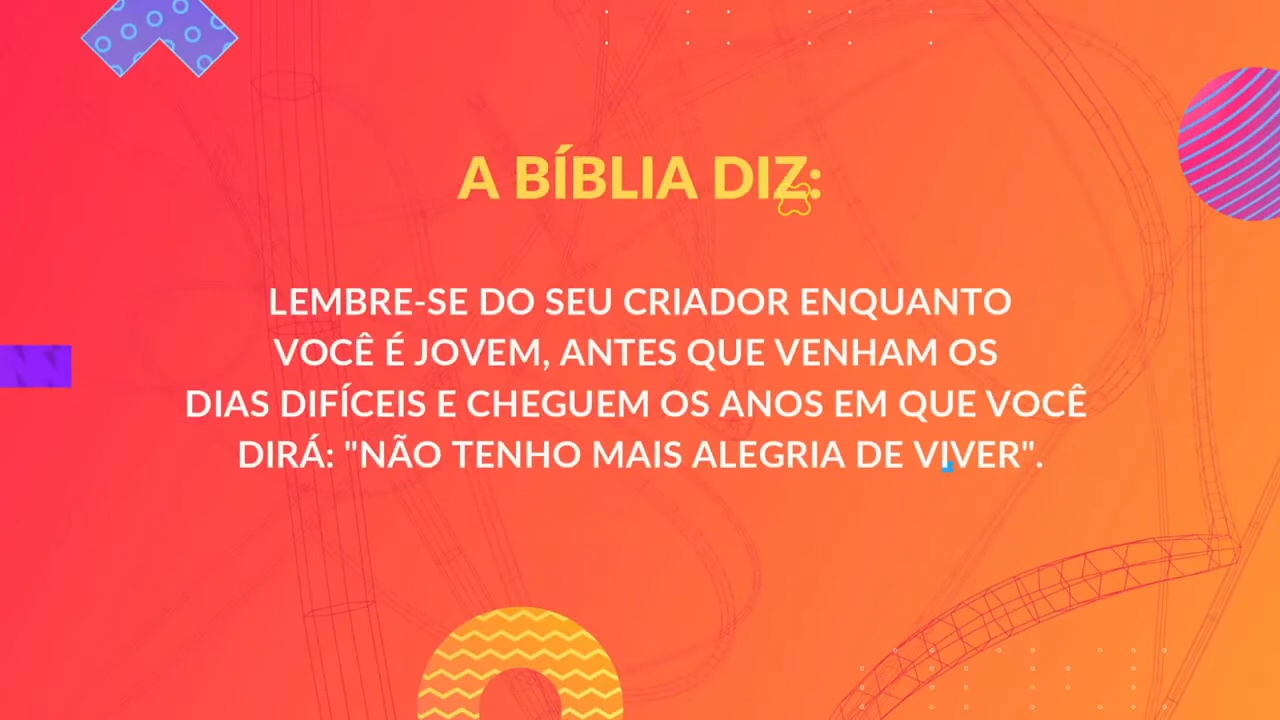 A BÍBLIA DIZ:
LEMBRE-SE DO SEU CRIADOR ENQUANTO
VOCÊ É JOVEM, ANTES QUE VENHAM OS
DIAS DIFÍCEIS E CHEGUEM OS ANOS EM QUE VOCÊ
DIRÁ: "NÃO TENHO MAIS ALEGRIA DE VIVER".